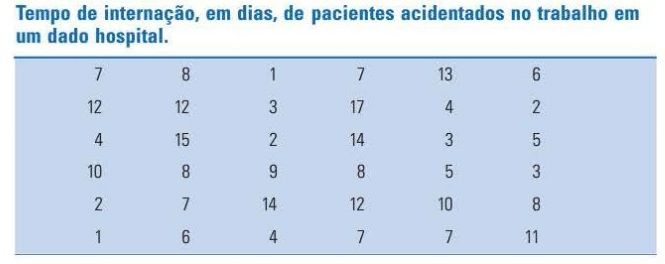 Tempo de internação, em dias, de pacientes acidentados no trabalho em
um dado hospital.
7 8 1 7 13 6
12 12 3 17 4 2
4 15 2 14 3 5
10 8 9 8 5 3
2 7 14 12 10 8
1 6 4 7 7 11